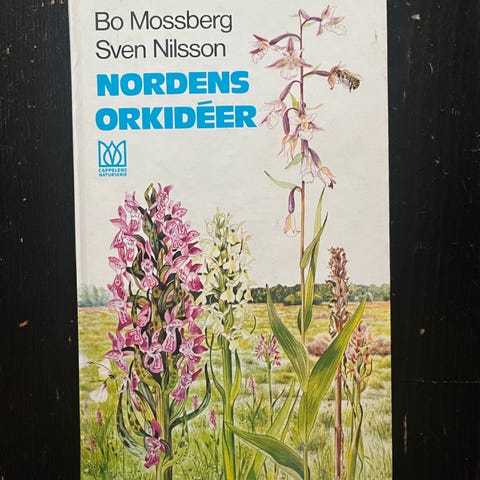 Bo Mossberg
Sven Nilsson
NORDENS
ORKIDÉER
CAPPELENS
NATURSERIE